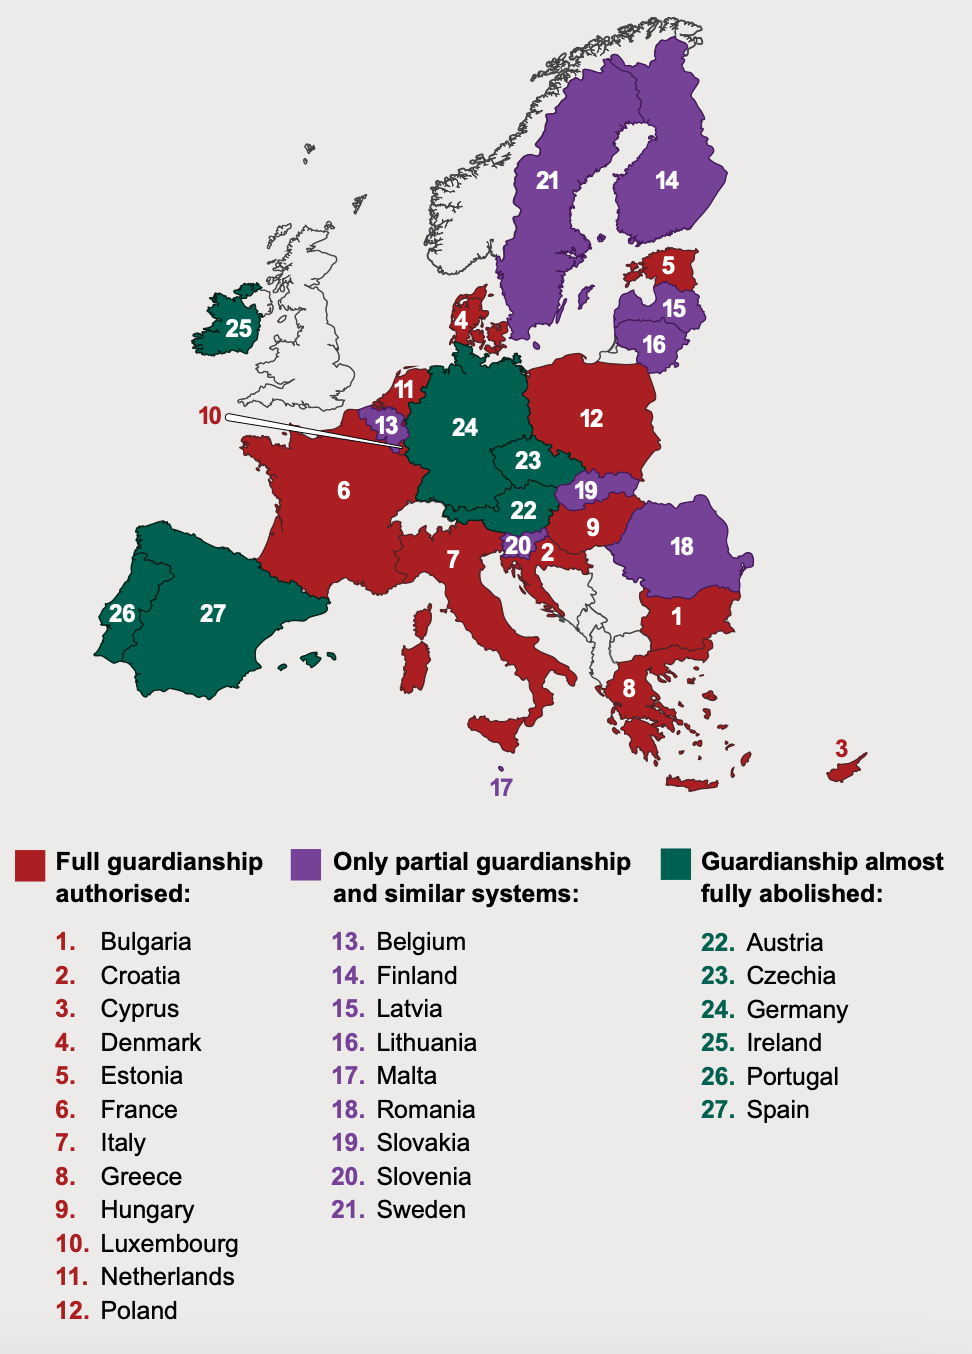 21
14
5
15
16
25
4
11
10
13
24
12
23
6
19
22
9
20
2
7
18
26
27
1
8
3
17
Full guardianship
authorised:
1. Bulgaria
2. Croatia
3. Cyprus
4. Denmark
5. Estonia
6. France
7. Italy
8. Greece
9. Hungary
10. Luxembourg
11. Netherlands
12. Poland
Only partial guardianship
and similar systems:
13. Belgium
14. Finland
15. Latvia
16. Lithuania
17. Malta
18. Romania
19. Slovakia
20. Slovenia
21. Sweden
Guardianship almost
fully abolished:
22. Austria
23. Czechia
24. Germany
25. Ireland
26. Portugal
27. Spain